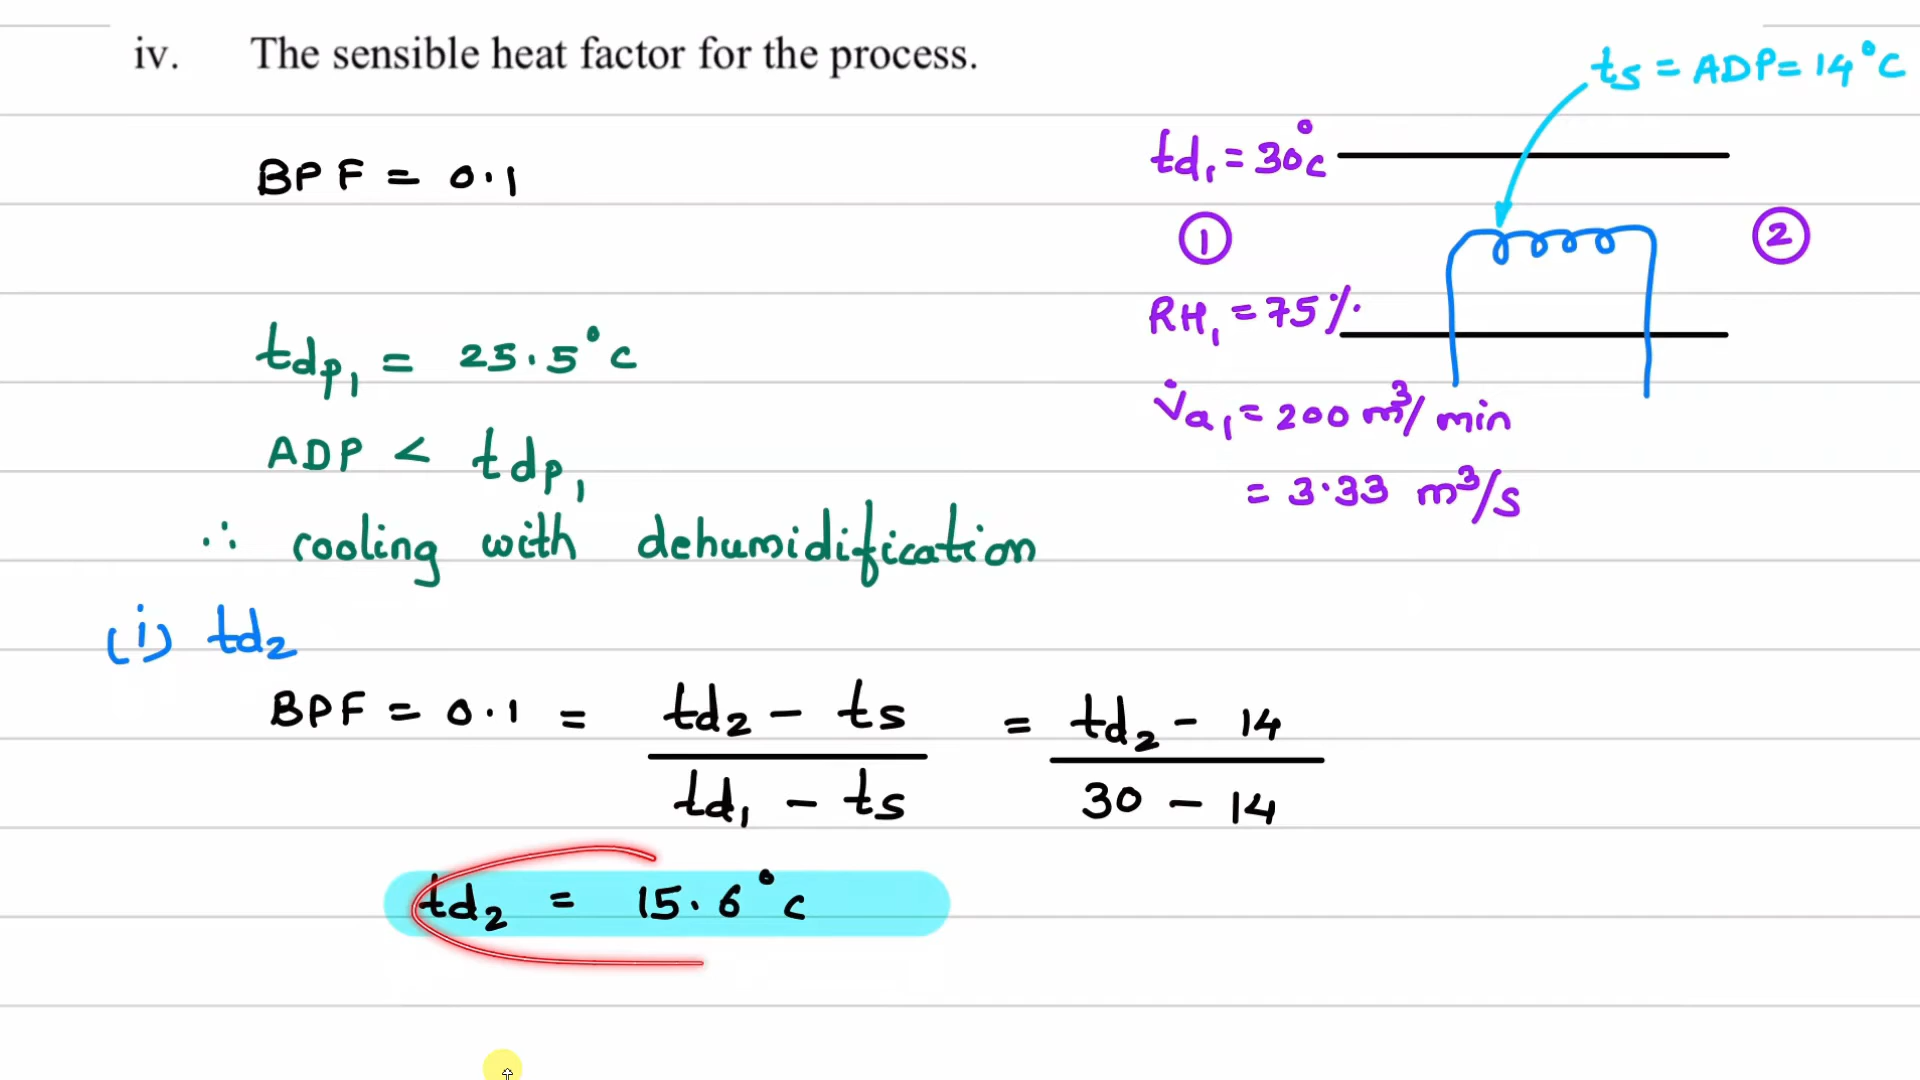 iv. The sensible heat factor for the process.
ts = ADP = 14°C
BPF = 0.1
td1 = 30°C
1
2
RH1 = 75%
tdp1 = 25.5°C
Va1 = 200 m³/min
ADP < tdp1
= 3.33 m³/s
∴ cooling with dehumidification
(i) td2
BPF = 0.1 = td2 - ts / td1 - ts = td2 - 14 / 30 - 14
td2 = 15.6°C